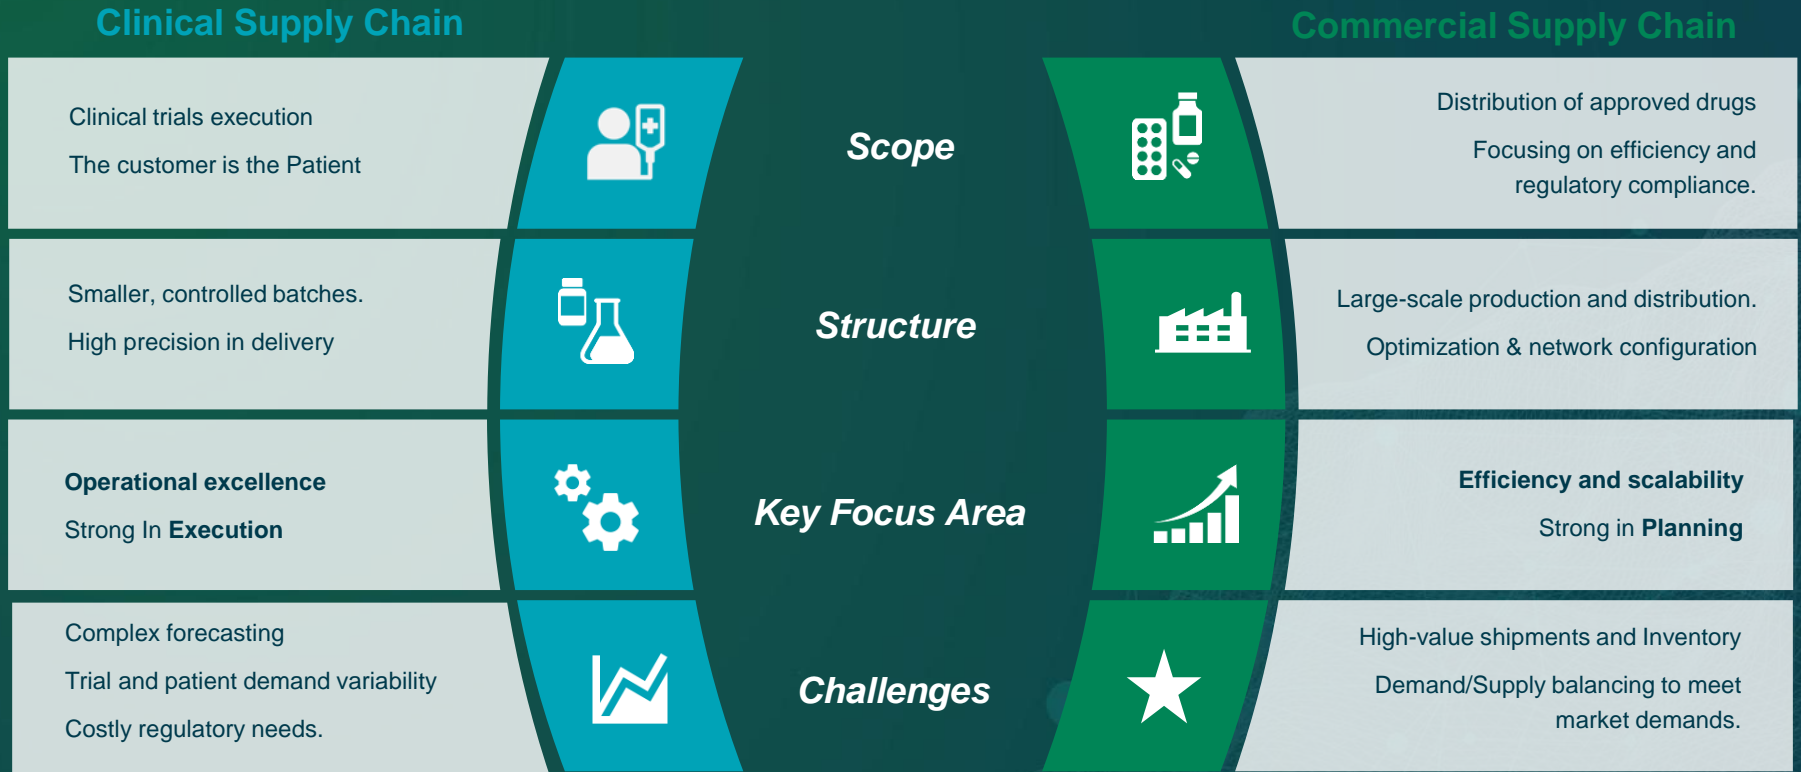 Clinical Supply Chain
Commercial Supply Chain
Clinical trials execution
The customer is the Patient
Scope
Distribution of approved drugs
Focusing on efficiency and
regulatory compliance.
Smaller, controlled batches.
High precision in delivery
Structure
Large-scale production and distribution.
Optimization & network configuration
Operational excellence
Strong In Execution
Key Focus Area
Efficiency and scalability
Strong in Planning
Complex forecasting
Trial and patient demand variability
Costly regulatory needs.
Challenges
High-value shipments and Inventory
Demand/Supply balancing to meet
market demands.